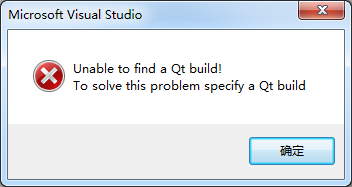 Microsoft Visual Studio
Unable to find a Qt build!
To solve this problem specify a Qt build
确定